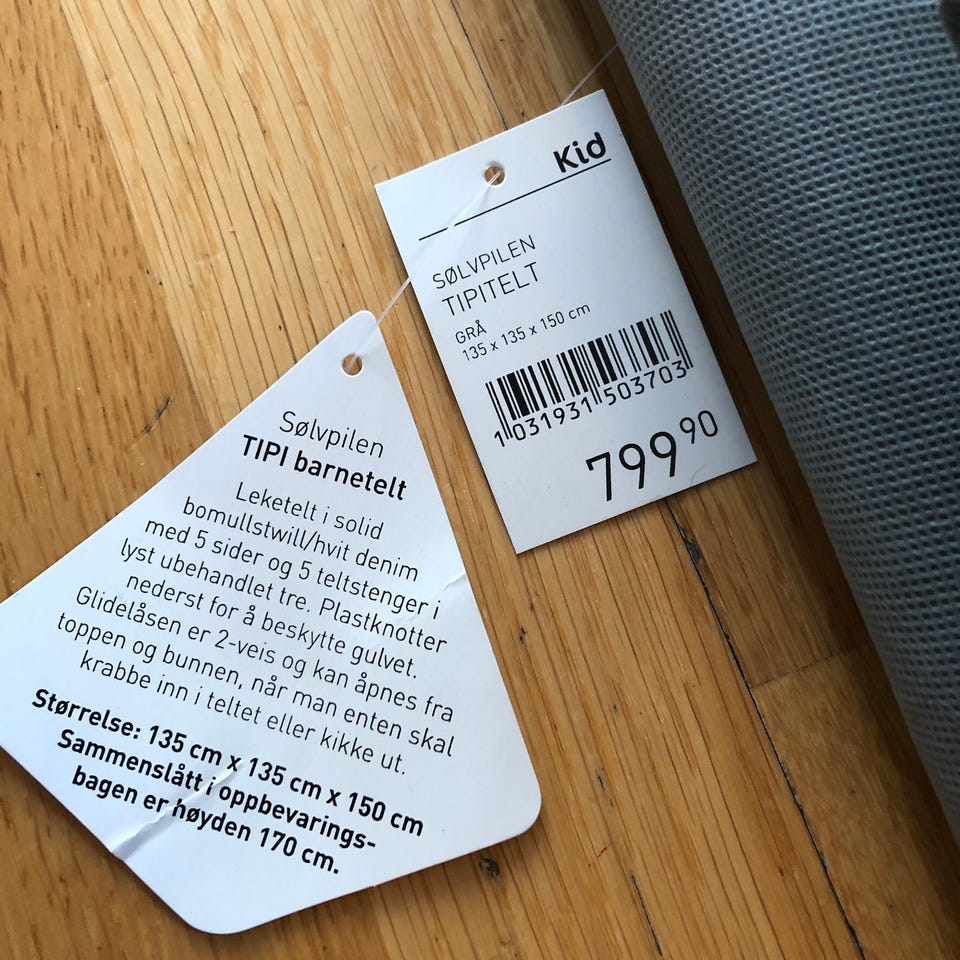 Kid
SØLVPILEN
TIPITELT
GRÅ
135 x 135 x 150 cm
1 031931 503703
799 90
Sølvpilen
TIPI barnetelt
Leketelt i solid
bomullstwill/hvit denim
med 5 sider og 5 teltstenger i
lyst ubehandlet tre. Plastknotter
nederst for å beskytte gulvet.
Glidelåsen er 2-veis og kan åpnes fra
toppen og bunnen, når man enten skal
krabbe inn i teltet eller kikke ut.
Størrelse: 135 cm x 135 cm x 150 cm
Sammenslått i oppbevarings-
bagen er høyden 170 cm.